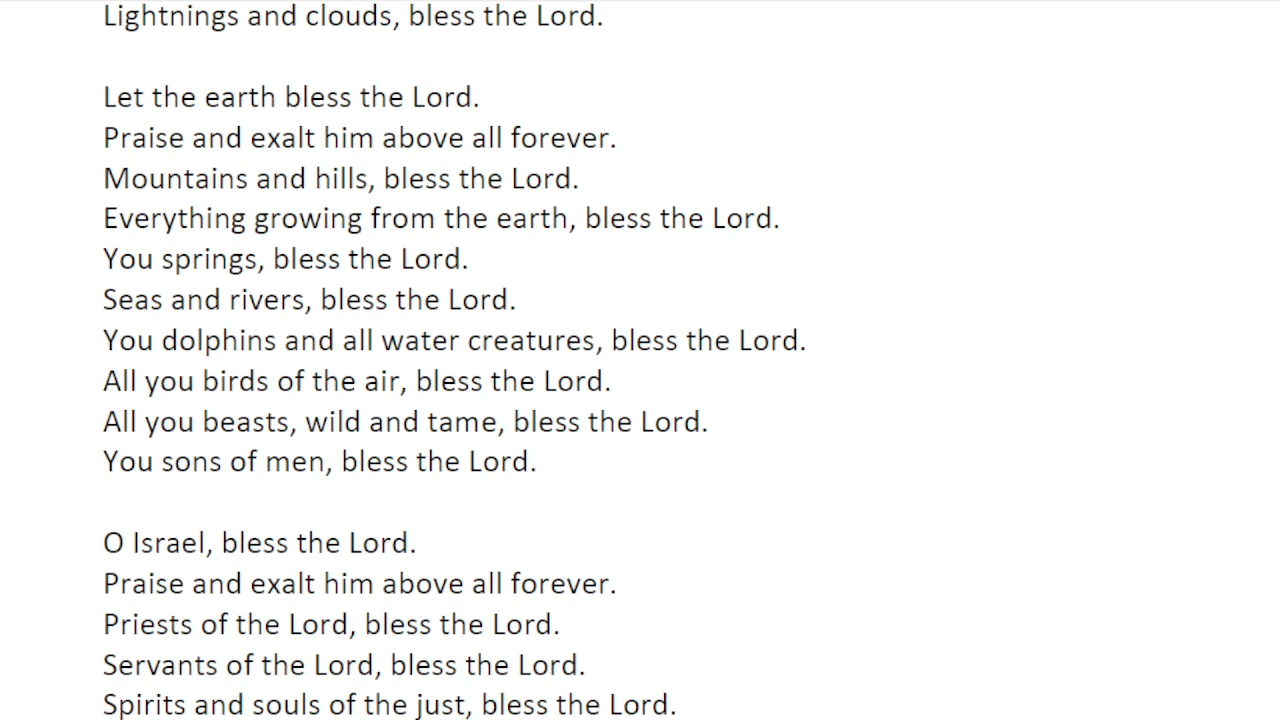 Lightnings and clouds, bless the Lord.
Let the earth bless the Lord.
Praise and exalt him above all forever.
Mountains and hills, bless the Lord.
Everything growing from the earth, bless the Lord.
You springs, bless the Lord.
Seas and rivers, bless the Lord.
You dolphins and all water creatures, bless the Lord.
All you birds of the air, bless the Lord.
All you beasts, wild and tame, bless the Lord.
You sons of men, bless the Lord.
O Israel, bless the Lord.
Praise and exalt him above all forever.
Priests of the Lord, bless the Lord.
Servants of the Lord, bless the Lord.
Spirits and souls of the just, bless the Lord.